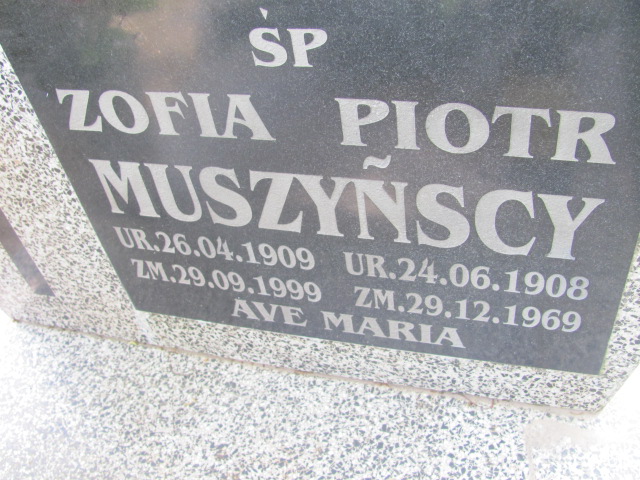 ŚP
ZOFIA PIOTR
MUSZYÑSCY
UR.26.04.1909 UR.24.06.1908
ZM.29.09.1999 ZM.29.12.1969
AVE MARIA